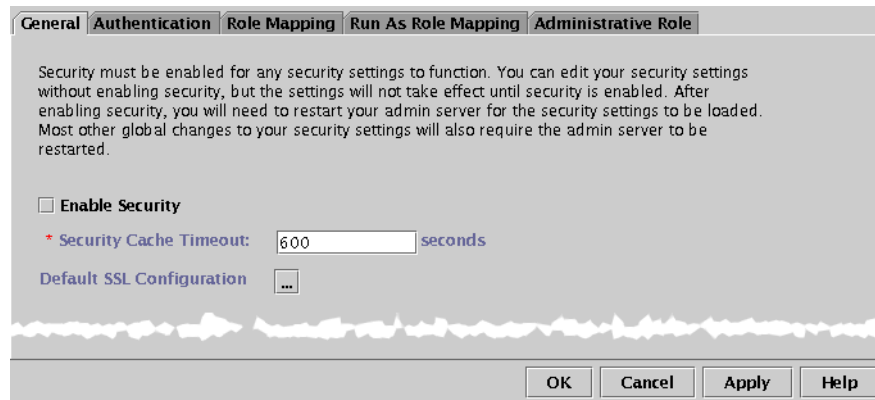 General Authentication Role Mapping Run As Role Mapping Administrative Role
Security must be enabled for any security settings to function. You can edit your security settings
without enabling security, but the settings will not take effect until security is enabled. After
enabling security, you will need to restart your admin server for the security settings to be loaded.
Most other global changes to your security settings will also require the admin server to be
restarted.
Enable Security
* Security Cache Timeout: 600 seconds
Default SSL Configuration ...
OK Cancel Apply Help